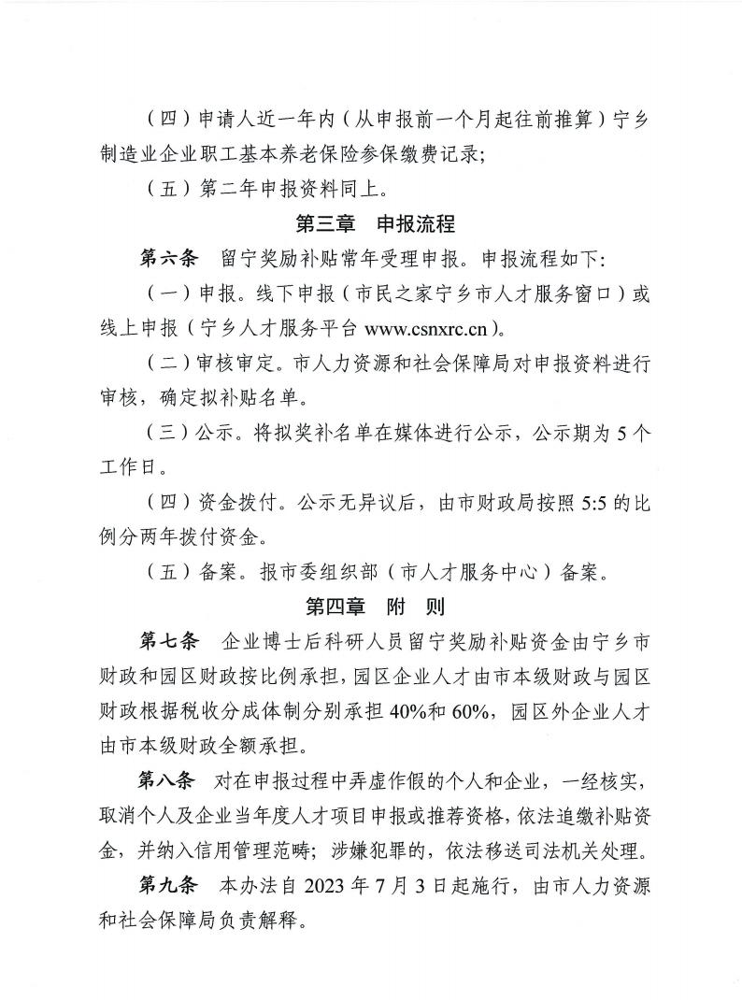 （四）申请人近一年内（从申报前一个月起往前推算）宁乡
制造业企业职工基本养老保险参保缴费记录；
（五）第二年申报资料同上。
第三章　申报流程
第六条　留宁奖励补贴常年受理申报。申报流程如下：
（一）申报。线下申报（市民之家宁乡市人才服务窗口）或
线上申报（宁乡人才服务平台 www.csnxrc.cn）。
（二）审核审定。市人力资源和社会保障局对申报资料进行
审核，确定拟补贴名单。
（三）公示。将拟奖补名单在媒体进行公示，公示期为 5 个
工作日。
（四）资金拨付。公示无异议后，由市财政局按照 5:5 的比
例分两年拨付资金。
（五）备案。报市委组织部（市人才服务中心）备案。
第四章　附　则
第七条　企业博士后科研人员留宁奖励补贴资金由宁乡市
财政和园区财政按比例承担，园区企业人才由市本级财政与园区
财政根据税收分成体制分别承担 40%和 60%，园区外企业人才
由市本级财政全额承担。
第八条　对在申报过程中弄虚作假的个人和企业，一经核实，
取消个人及企业当年度人才项目申报或推荐资格，依法追缴补贴资
金，并纳入信用管理范畴；涉嫌犯罪的，依法移送司法机关处理。
第九条　本办法自 2023 年 7 月 3 日起施行，由市人力资源
和社会保障局负责解释。